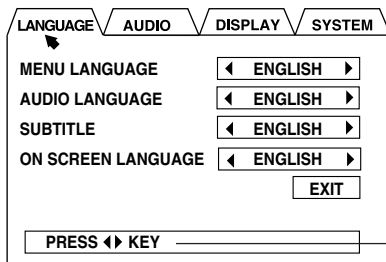 LANGUAGE AUDIO DISPLAY SYSTEM
MENU LANGUAGE ENGLISH
AUDIO LANGUAGE ENGLISH
SUBTITLE ENGLISH
ON SCREEN LANGUAGE ENGLISH
EXIT
PRESS ◀▶ KEY